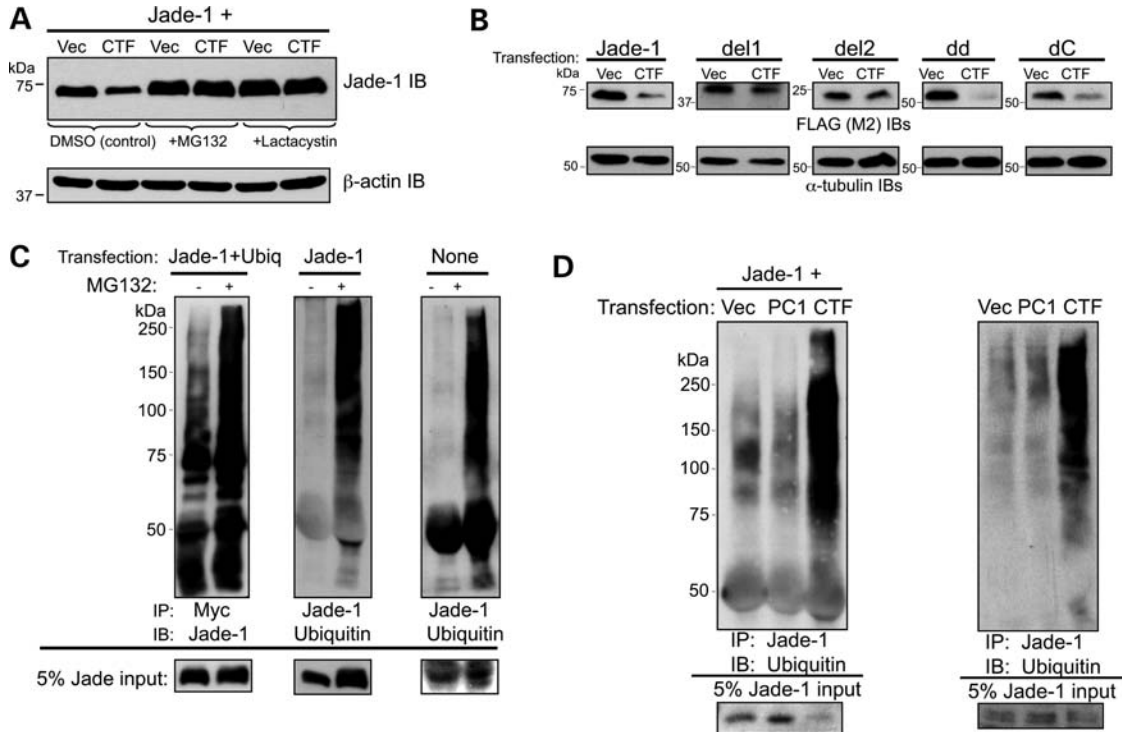 A
Jade-1 +
Vec CTF Vec CTF Vec CTF
kDa
75
Jade-1 IB
DMSO (control) +MG132 +Lactacystin
β-actin IB
37
B
Transfection: Jade-1 del1 del2 dd dC
kDa Vec CTF Vec CTF Vec CTF Vec CTF Vec CTF
75 37 25 50 50
FLAG (M2) IBs
50 50 50 50 50
α-tubulin IBs
C
Transfection: Jade-1+Ubiq Jade-1 None
MG132: - + - + - +
kDa
250
150
100
75
50
IP: Myc Jade-1 Jade-1
IB: Jade-1 Ubiquitin Ubiquitin
5% Jade input:
D
Jade-1 +
Transfection: Vec PC1 CTF Vec PC1 CTF
kDa
250
150
100
75
50
IP: Jade-1 IP: Jade-1
IB: Ubiquitin IB: Ubiquitin
5% Jade-1 input 5% Jade-1 input